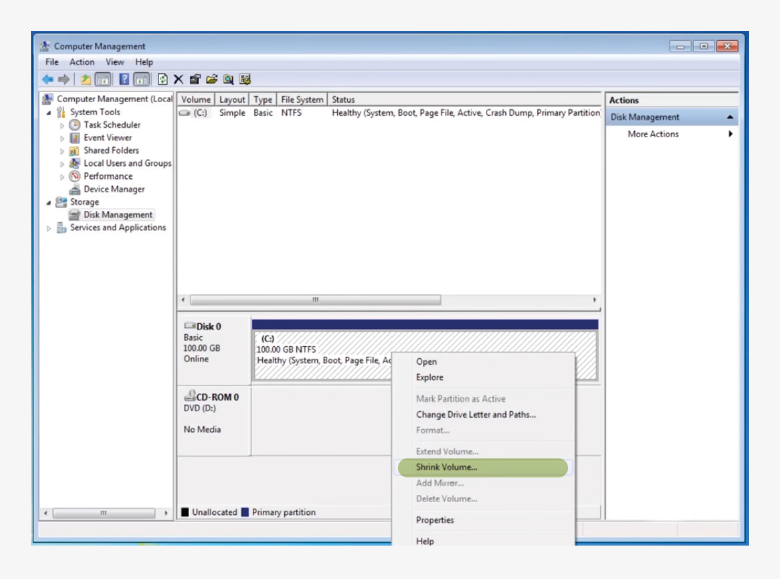 Computer Management
File Action View Help
Computer Management (Local
System Tools
Task Scheduler
Event Viewer
Shared Folders
Local Users and Groups
Performance
Device Manager
Storage
Disk Management
Services and Applications
Volume Layout Type File System Status
(C:) Simple Basic NTFS Healthy (System, Boot, Page File, Active, Crash Dump, Primary Partition
Actions
Disk Management
More Actions
Disk 0
Basic
100.00 GB
Online
(C:)
100.00 GB NTFS
Healthy (System, Boot, Page File, Ac
CD-ROM 0
DVD (D:)
No Media
Open
Explore
Mark Partition as Active
Change Drive Letter and Paths...
Format...
Extend Volume...
Shrink Volume...
Add Mirror...
Delete Volume...
Properties
Help
Unallocated Primary partition